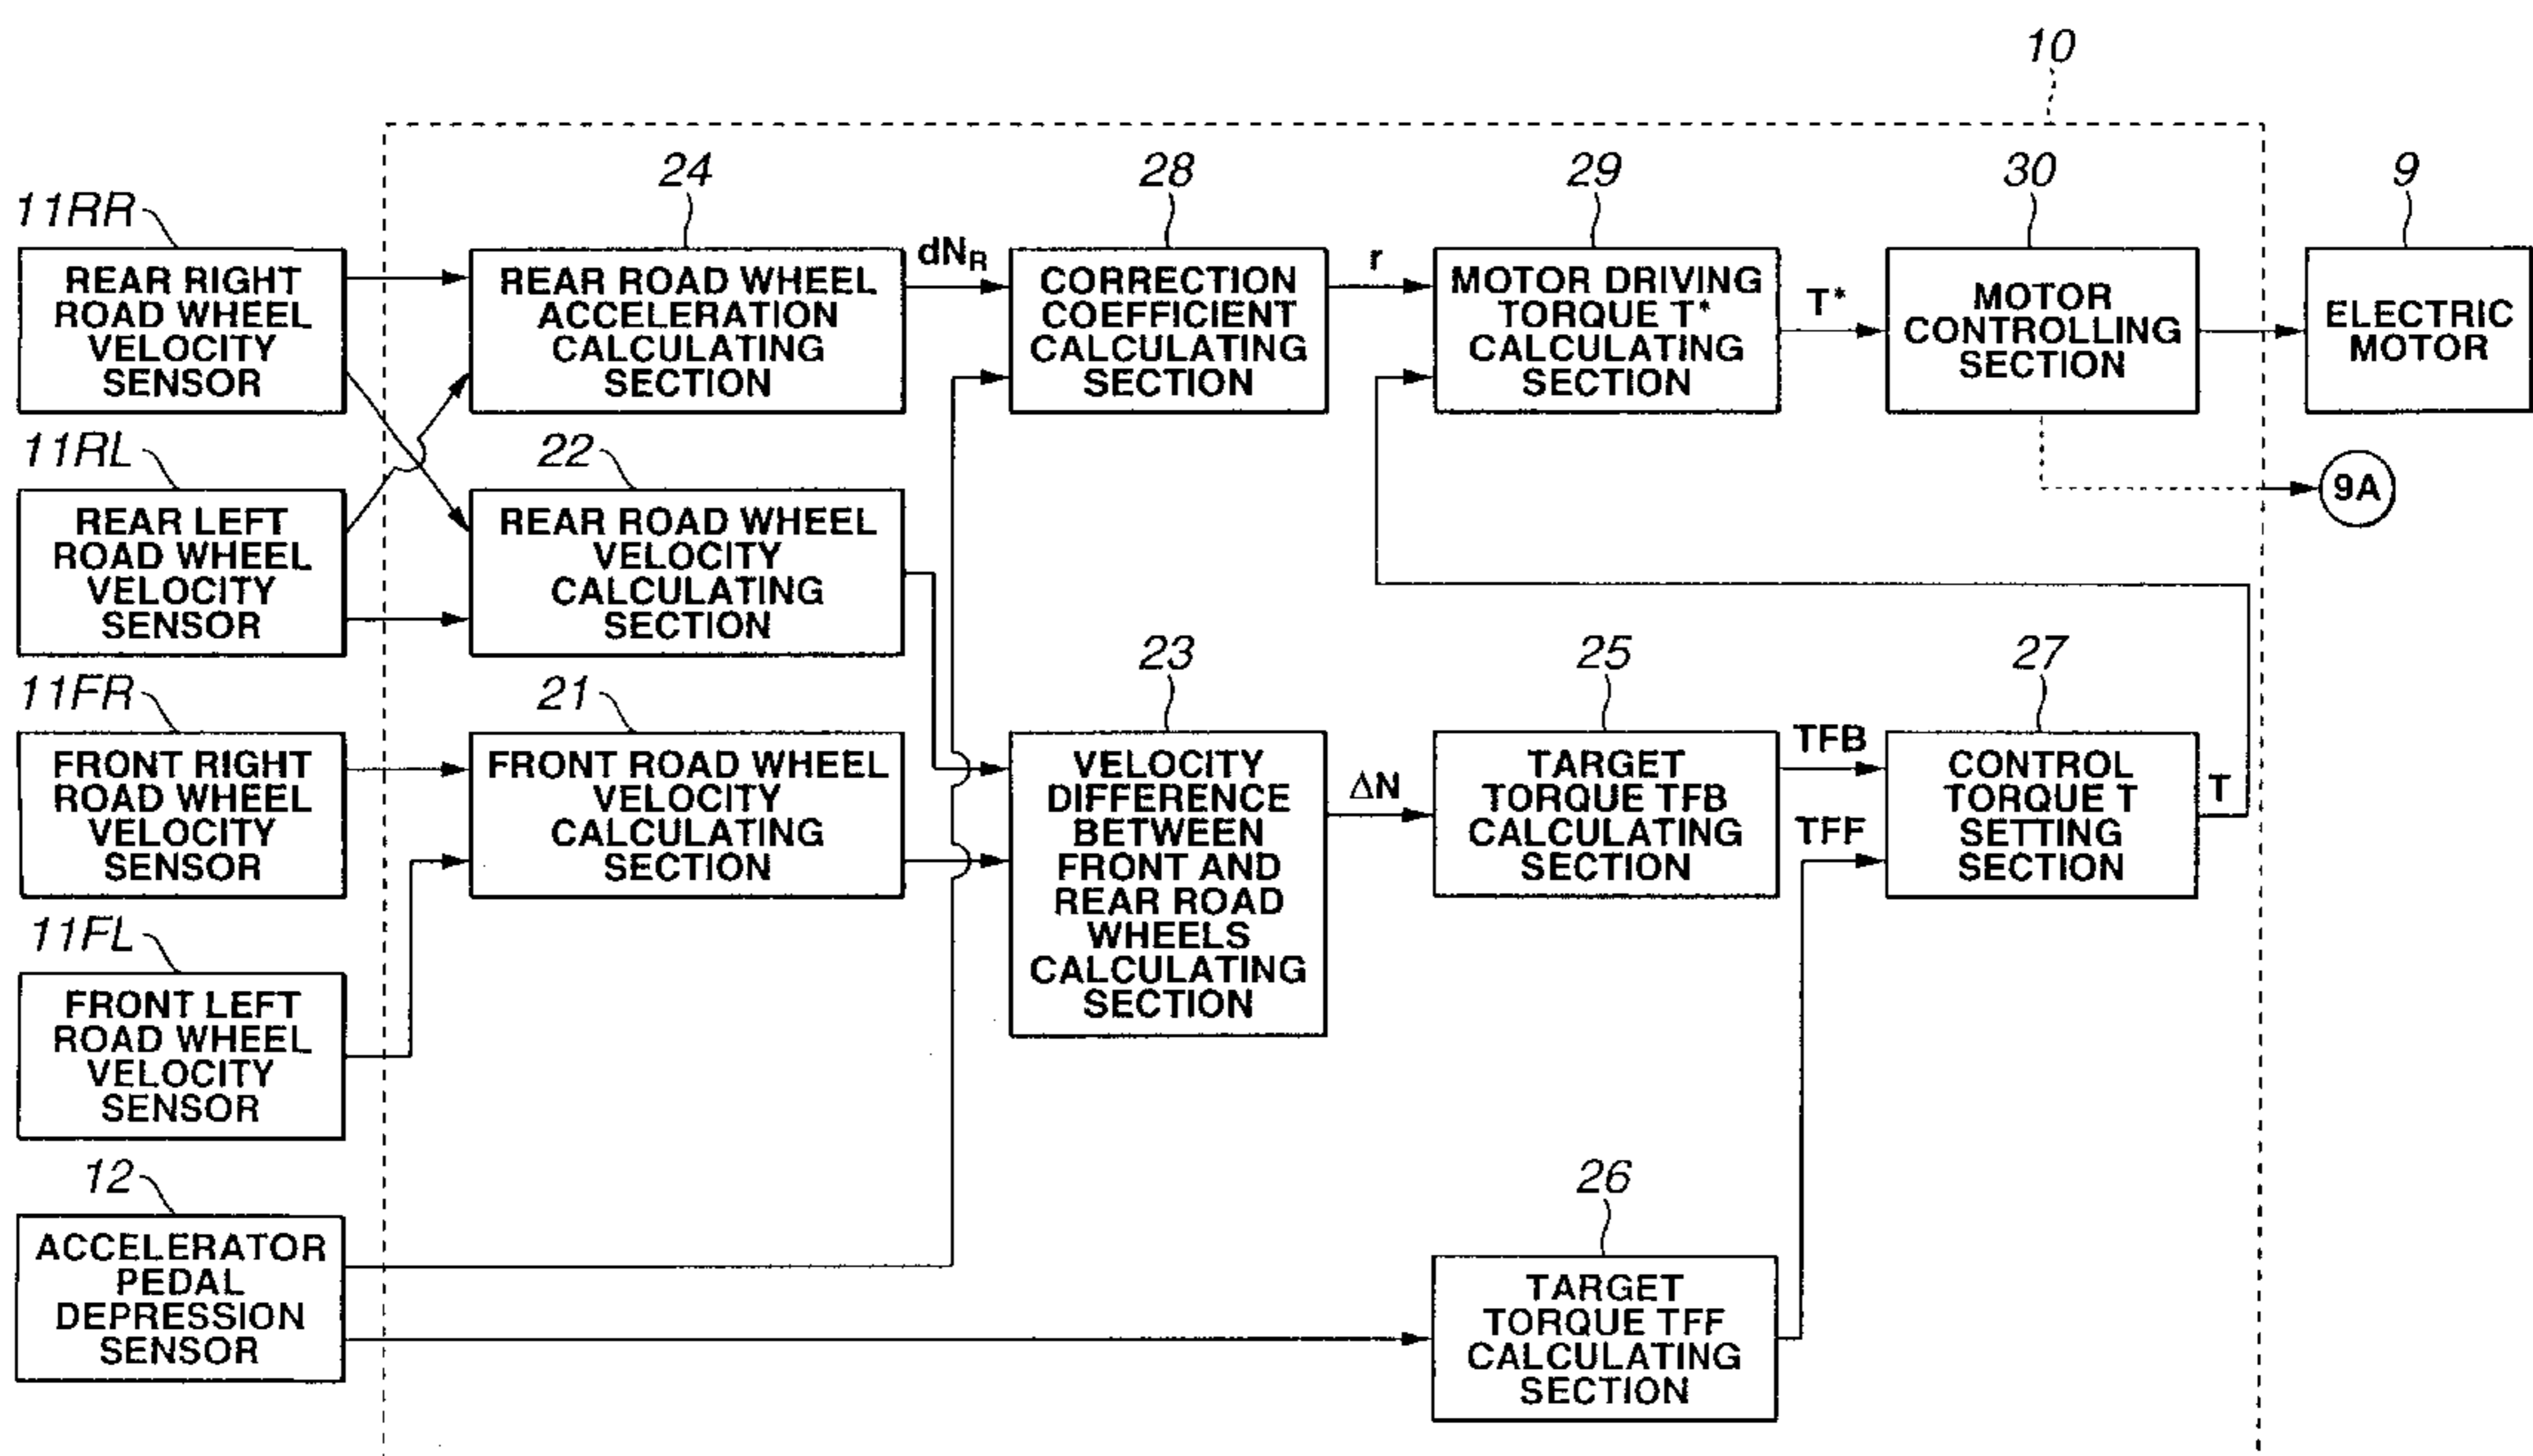 10
24
28
29
30
9
11RR
REAR RIGHT
ROAD WHEEL
VELOCITY
SENSOR
REAR ROAD WHEEL
ACCELERATION
CALCULATING
SECTION
dNR
CORRECTION
COEFFICIENT
CALCULATING
SECTION
r
MOTOR DRIVING
TORQUE T*
CALCULATING
SECTION
T*
MOTOR
CONTROLLING
SECTION
ELECTRIC
MOTOR
11RL
REAR LEFT
ROAD WHEEL
VELOCITY
SENSOR
22
REAR ROAD WHEEL
VELOCITY
CALCULATING
SECTION
9A
11FR
FRONT RIGHT
ROAD WHEEL
VELOCITY
SENSOR
21
FRONT ROAD WHEEL
VELOCITY
CALCULATING
SECTION
23
VELOCITY
DIFFERENCE
BETWEEN
FRONT AND
REAR ROAD
WHEELS
CALCULATING
SECTION
ΔN
25
TARGET
TORQUE TFB
CALCULATING
SECTION
TFB
TFF
27
CONTROL
TORQUE T
SETTING
SECTION
T
11FL
FRONT LEFT
ROAD WHEEL
VELOCITY
SENSOR
12
ACCELERATOR
PEDAL
DEPRESSION
SENSOR
26
TARGET
TORQUE TFF
CALCULATING
SECTION